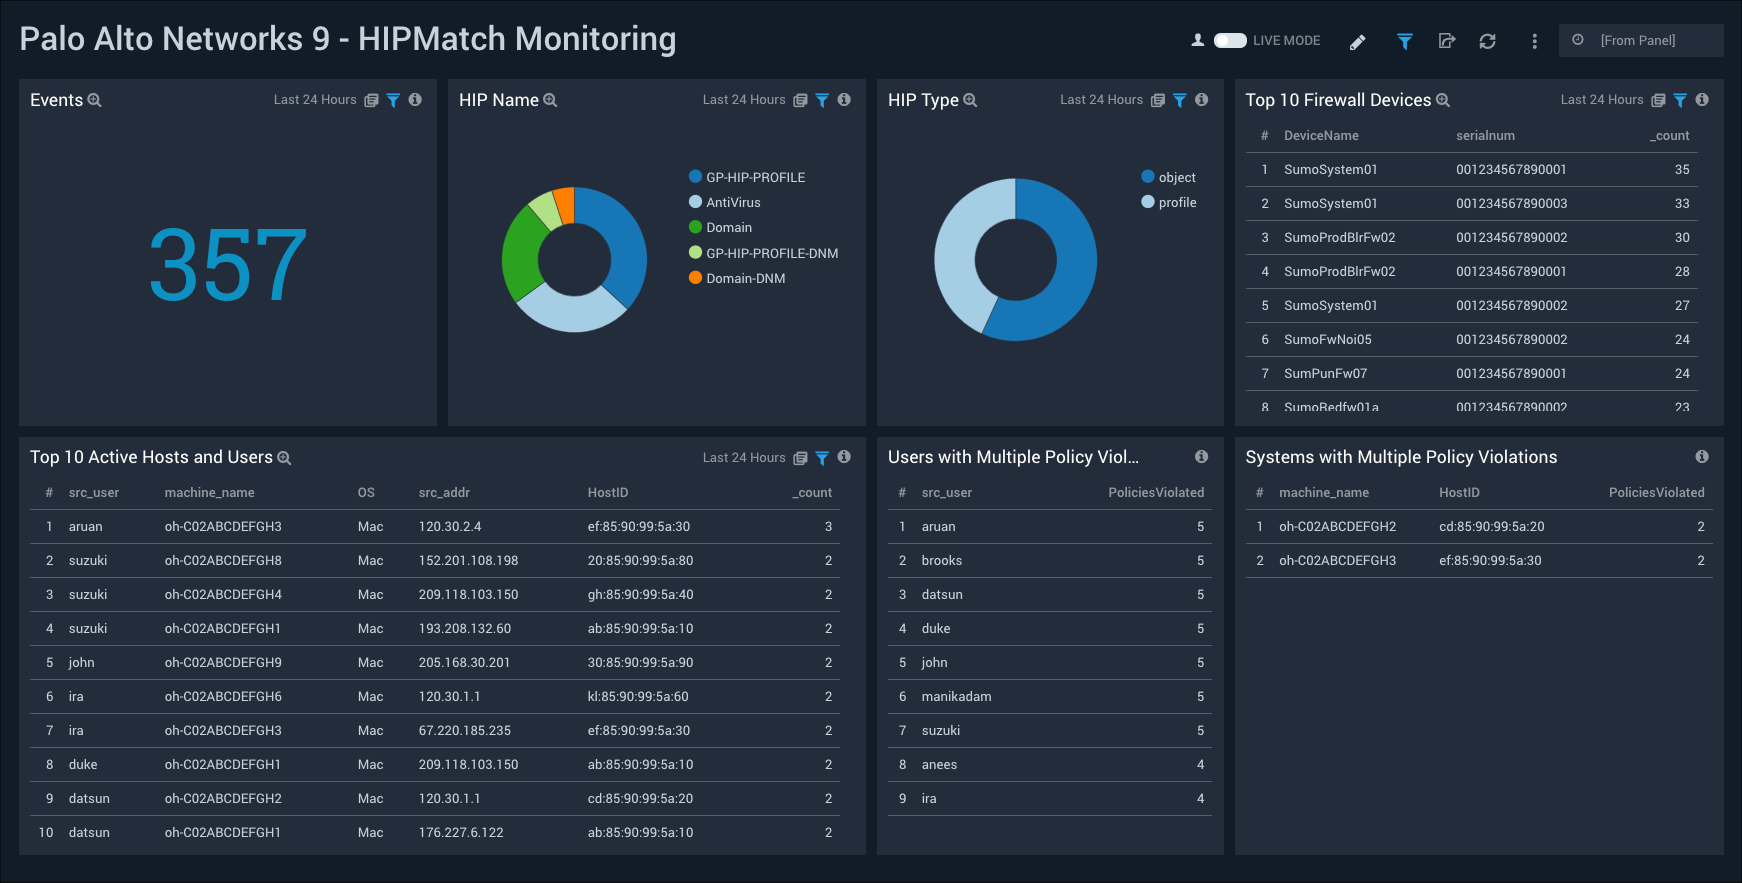 Palo Alto Networks 9 - HIPMatch Monitoring
LIVE MODE
[From Panel]
Events
Last 24 Hours
357
HIP Name
Last 24 Hours
GP-HIP-PROFILE
AntiVirus
Domain
GP-HIP-PROFILE-DNM
Domain-DNM
HIP Type
Last 24 Hours
object
profile
Top 10 Firewall Devices
Last 24 Hours
# DeviceName serialnum _count
1 SumoSystem01 001234567890001 35
2 SumoSystem01 001234567890003 33
3 SumoProdBlrFw02 001234567890002 30
4 SumoProdBlrFw02 001234567890001 28
5 SumoSystem01 001234567890002 27
6 SumoFwNoi05 001234567890002 24
7 SumPunFw07 001234567890001 24
8 SumoBedfw01a 001234567890002 23
Top 10 Active Hosts and Users
Last 24 Hours
# src_user machine_name OS src_addr HostID _count
1 aruan oh-C02ABCDEFGH3 Mac 120.30.2.4 ef:85:90:99:5a:30 3
2 suzuki oh-C02ABCDEFGH8 Mac 152.201.108.198 20:85:90:99:5a:80 2
3 suzuki oh-C02ABCDEFGH4 Mac 209.118.103.150 gh:85:90:99:5a:40 2
4 suzuki oh-C02ABCDEFGH1 Mac 193.208.132.60 ab:85:90:99:5a:10 2
5 john oh-C02ABCDEFGH9 Mac 205.168.30.201 30:85:90:99:5a:90 2
6 ira oh-C02ABCDEFGH6 Mac 120.30.1.1 kl:85:90:99:5a:60 2
7 ira oh-C02ABCDEFGH3 Mac 67.220.185.235 ef:85:90:99:5a:30 2
8 duke oh-C02ABCDEFGH1 Mac 209.118.103.150 ab:85:90:99:5a:10 2
9 datsun oh-C02ABCDEFGH2 Mac 120.30.1.1 cd:85:90:99:5a:20 2
10 datsun oh-C02ABCDEFGH1 Mac 176.227.6.122 ab:85:90:99:5a:10 2
Users with Multiple Policy Viol...
# src_user PoliciesViolated
1 aruan 5
2 brooks 5
3 datsun 5
4 duke 5
5 john 5
6 manikadam 5
7 suzuki 5
8 anees 4
9 ira 4
Systems with Multiple Policy Violations
# machine_name HostID PoliciesViolated
1 oh-C02ABCDEFGH2 cd:85:90:99:5a:20 2
2 oh-C02ABCDEFGH3 ef:85:90:99:5a:30 2